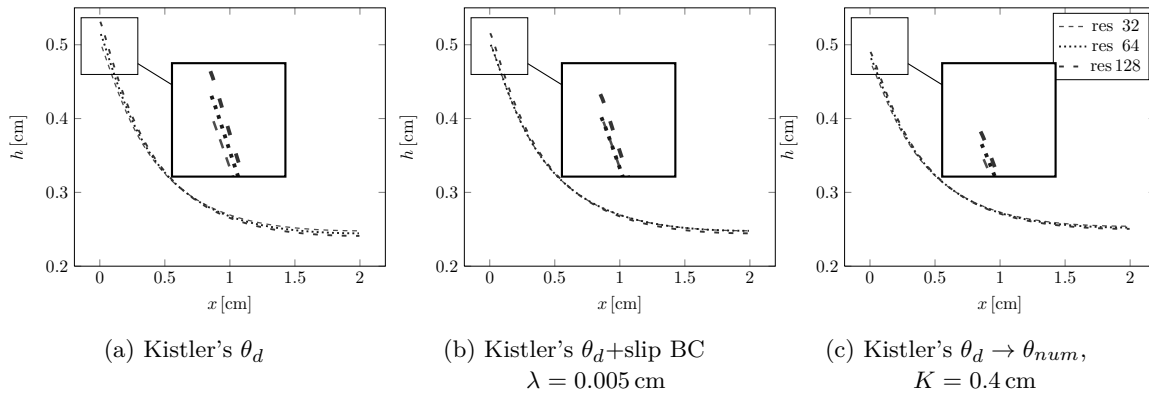 0.5
0.4
0.3
0.2
h [cm]
0 0.5 1 1.5 2
x [cm]
(a) Kistler's θ_d
0.5
0.4
0.3
0.2
h [cm]
0 0.5 1 1.5 2
x [cm]
(b) Kistler's θ_d+slip BC
λ = 0.005 cm
0.5
0.4
0.3
0.2
h [cm]
0 0.5 1 1.5 2
x [cm]
res 32
res 64
res 128
(c) Kistler's θ_d → θ_num,
K = 0.4 cm